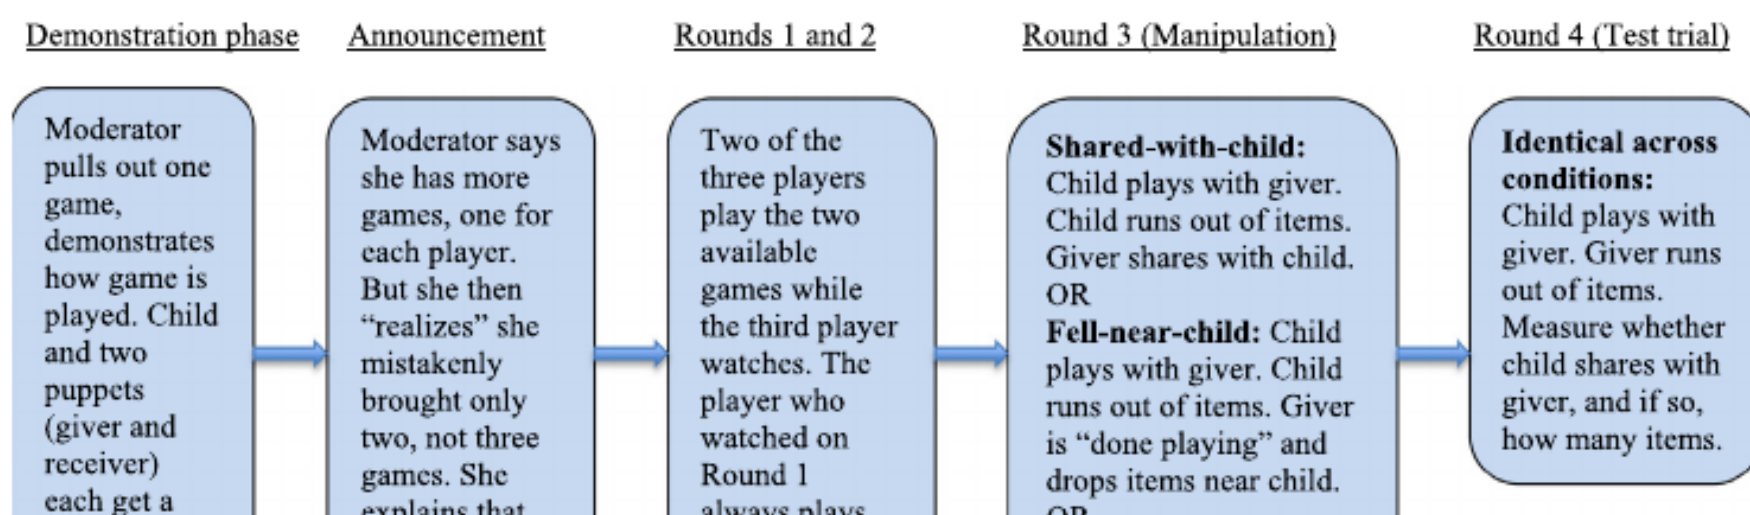 Demonstration phase
Announcement
Rounds 1 and 2
Round 3 (Manipulation)
Round 4 (Test trial)
Moderator
pulls out one
game,
demonstrates
how game is
played. Child
and two
puppets
(giver and
receiver)
each get a
Moderator says
she has more
games, one for
each player.
But she then
“realizes” she
mistakenly
brought only
two, not three
games. She
explains that
Two of the
three players
play the two
available
games while
the third player
watches. The
player who
watched on
Round 1
always plays
Shared-with-child:
Child plays with giver.
Child runs out of items.
Giver shares with child.
OR
Fell-near-child: Child
plays with giver. Child
runs out of items. Giver
is “done playing” and
drops items near child.
OR
Identical across
conditions:
Child plays with
giver. Giver runs
out of items.
Measure whether
child shares with
giver, and if so,
how many items.